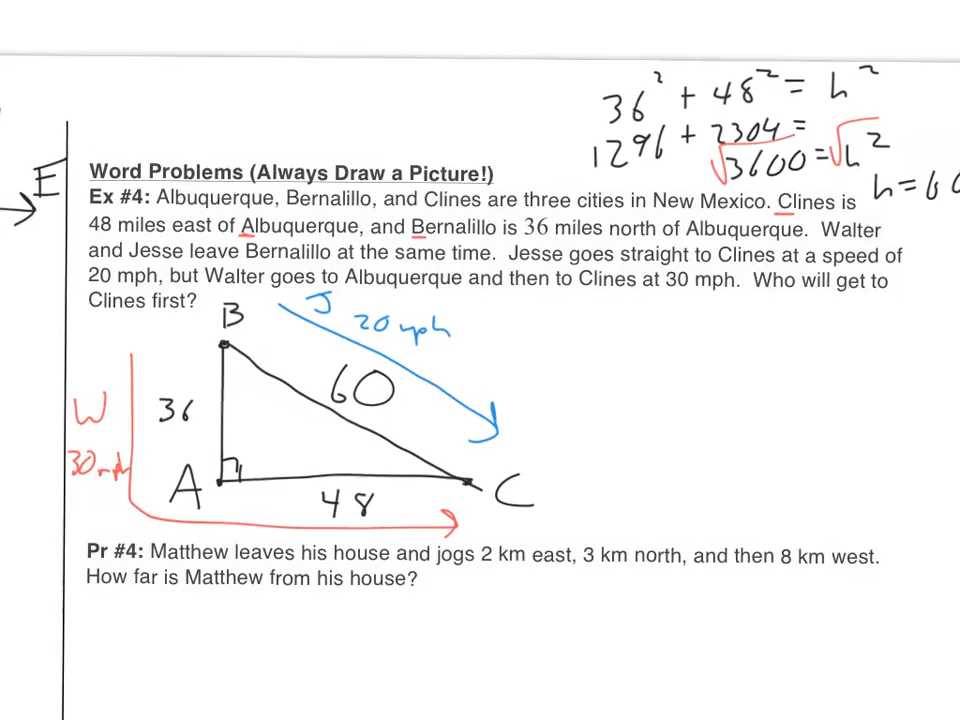 36² + 48² = h²
1296 + 2304 =
√3600 = √h²
h = 60
E
Word Problems (Always Draw a Picture!)
Ex #4: Albuquerque, Bernalillo, and Clines are three cities in New Mexico. Clines is
48 miles east of Albuquerque, and Bernalillo is 36 miles north of Albuquerque. Walter
and Jesse leave Bernalillo at the same time. Jesse goes straight to Clines at a speed of
20 mph, but Walter goes to Albuquerque and then to Clines at 30 mph. Who will get to
Clines first?
B
J
20 mph
60
W
36
30 mph
A
C
48
Pr #4: Matthew leaves his house and jogs 2 km east, 3 km north, and then 8 km west.
How far is Matthew from his house?